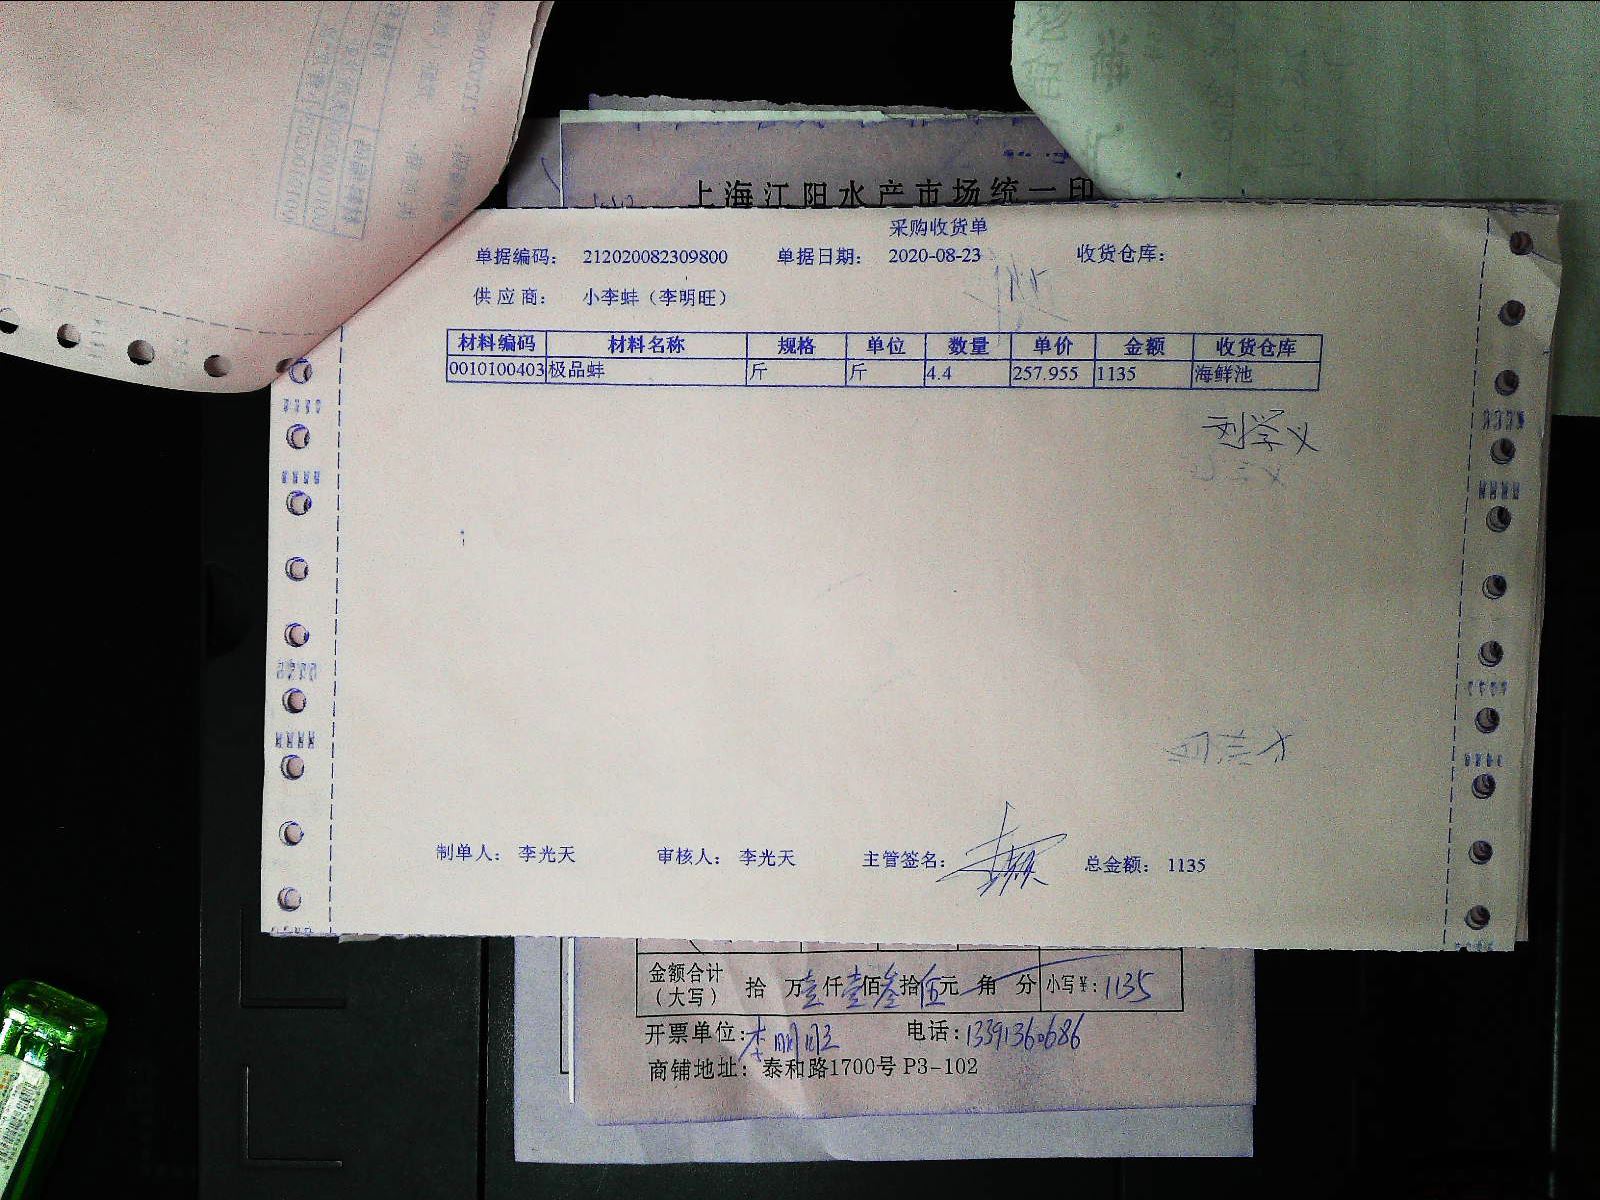 上海江阳水产市场统一印
采购收货单
单据编码： 212020082309800 单据日期： 2020-08-23 收货仓库：
供应商： 小李蚌（李明旺）
材料编码 材料名称 规格 单位 数量 单价 金额 收货仓库
0010100403 极品蚌 斤 斤 4.4 257.955 1135 海鲜池
刘学义
制单人： 李光天 审核人： 李光天 主管签名： 总金额： 1135
金额合计（大写） 拾 万壹仟壹佰叁拾伍元 角 分 小写￥：1135
开票单位：李明旺 电话：13391360686
商铺地址：泰和路1700号 P3-102